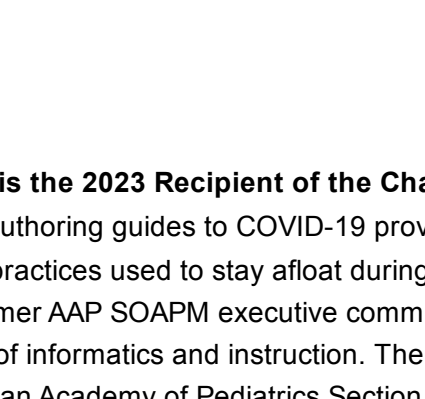 is the 2023 Recipient of the Cha
uthoring guides to COVID-19 prov
practices used to stay afloat during
mer AAP SOAPM executive comm
of informatics and instruction. The
an Academy of Pediatrics Section